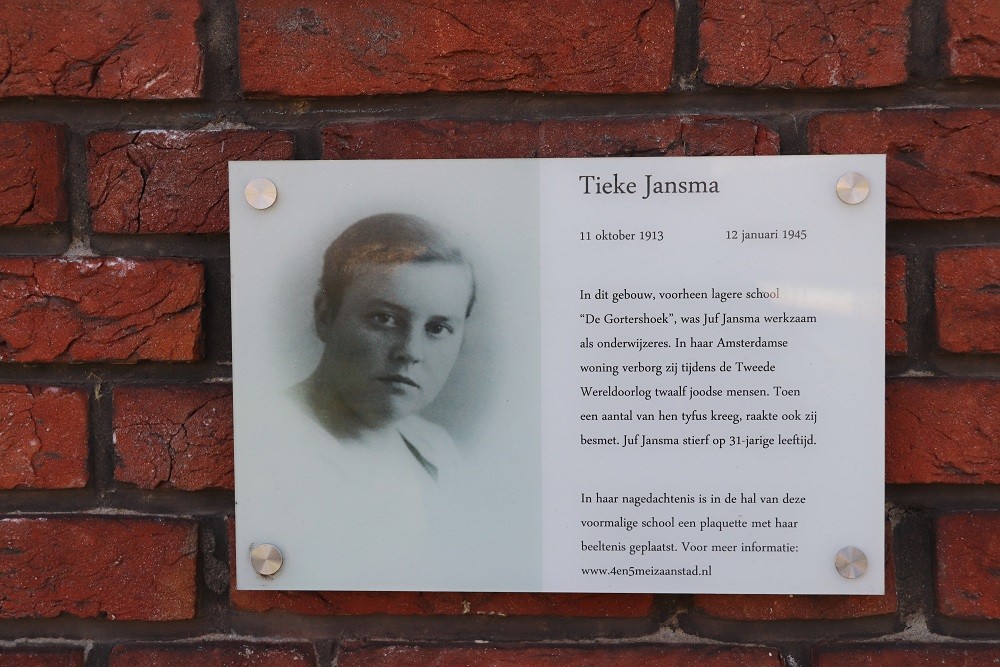 Tieke Jansma
11 oktober 1913 12 januari 1945
In dit gebouw, voorheen lagere school
“De Gortershoek”, was Juf Jansma werkzaam
als onderwijzeres. In haar Amsterdamse
woning verborg zij tijdens de Tweede
Wereldoorlog twaalf joodse mensen. Toen
een aantal van hen tyfus kreeg, raakte ook zij
besmet. Juf Jansma stierf op 31-jarige leeftijd.
In haar nagedachtenis is in de hal van deze
voormalige school een plaquette met haar
beeltenis geplaatst. Voor meer informatie:
www.4en5meizaanstad.nl